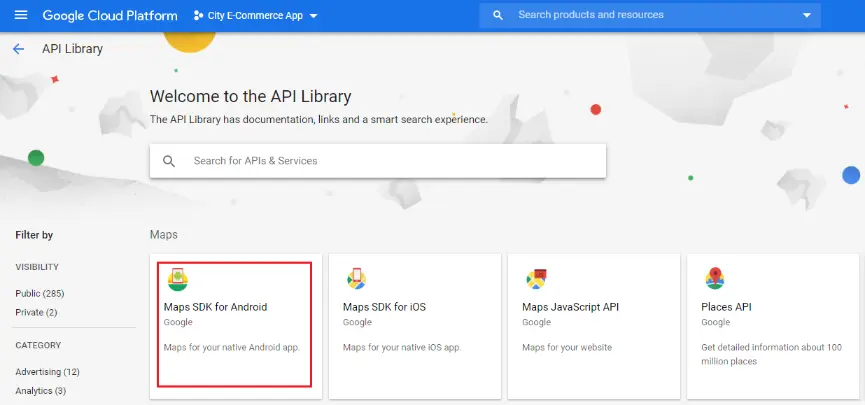 Google Cloud Platform
City E-Commerce App
Search products and resources
API Library
Welcome to the API Library
The API Library has documentation, links and a smart search experience.
Search for APIs & Services
Filter by
VISIBILITY
Public (285)
Private (2)
CATEGORY
Advertising (12)
Analytics (3)
Maps
Maps SDK for Android
Google
Maps for your native Android app.
Maps SDK for iOS
Google
Maps for your native iOS app.
Maps JavaScript API
Google
Maps for your website
Places API
Google
Get detailed information about 100
million places